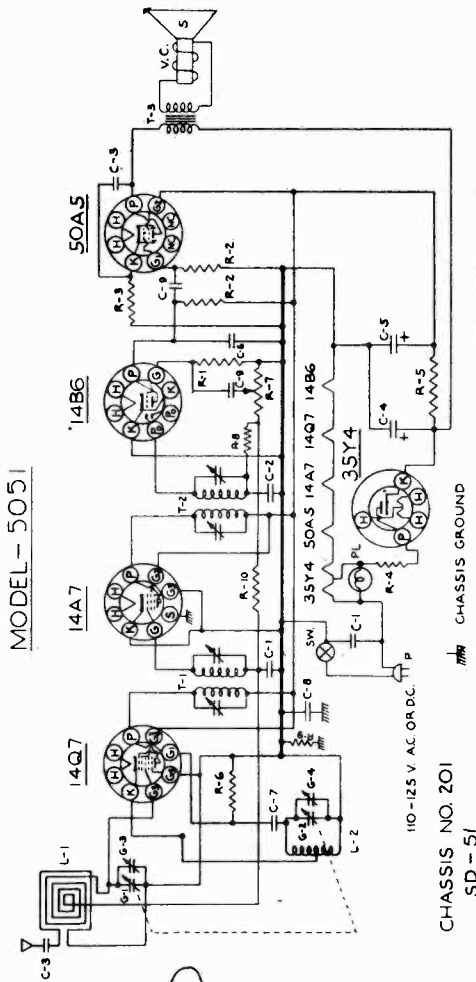 MODEL-5051
14Q7
14A7
14B6
50A5
L-1
C-3
G-1
G-3
K
H
H
P
G
K
H
H
P
G
S
K
H
H
P
G
K
K
H
H
P
G
NC
NC
T-1
T-2
C-1
C-2
R-10
R-8
R-1
C-9
R-7
C-6
R-3
C-9
R-2
R-2
C-3
T-3
V.C.
S
R-6
C-7
G-2
G-4
L-2
C-8
SW.
C-1
P
PL
R-4
35Y4 50A5 14A7 14Q7 14B6
35Y4
H
P
H
H
K
C-4
C-5
+
+
R-5
110-125 V. A.C. OR D.C.
CHASSIS GROUND
CHASSIS NO. 201
SD-51